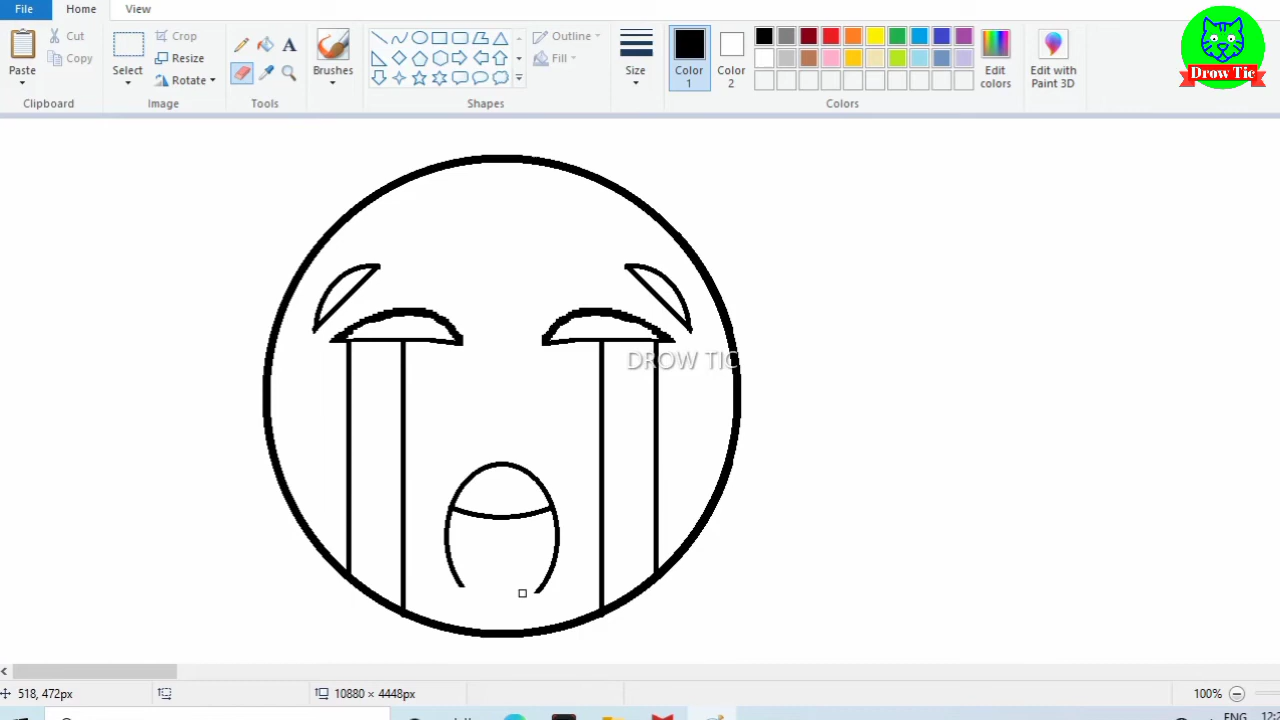 File Home View
Paste
Cut
Copy
Clipboard
Select
Crop
Resize
Rotate
Image
A
Tools
Brushes
Outline
Fill
Shapes
Size
Color
1
Color
2
Edit
colors
Colors
Edit with
Paint 3D
Drow Tic
DROW TIC
518, 472px
10880 × 4448px
100%
ENG